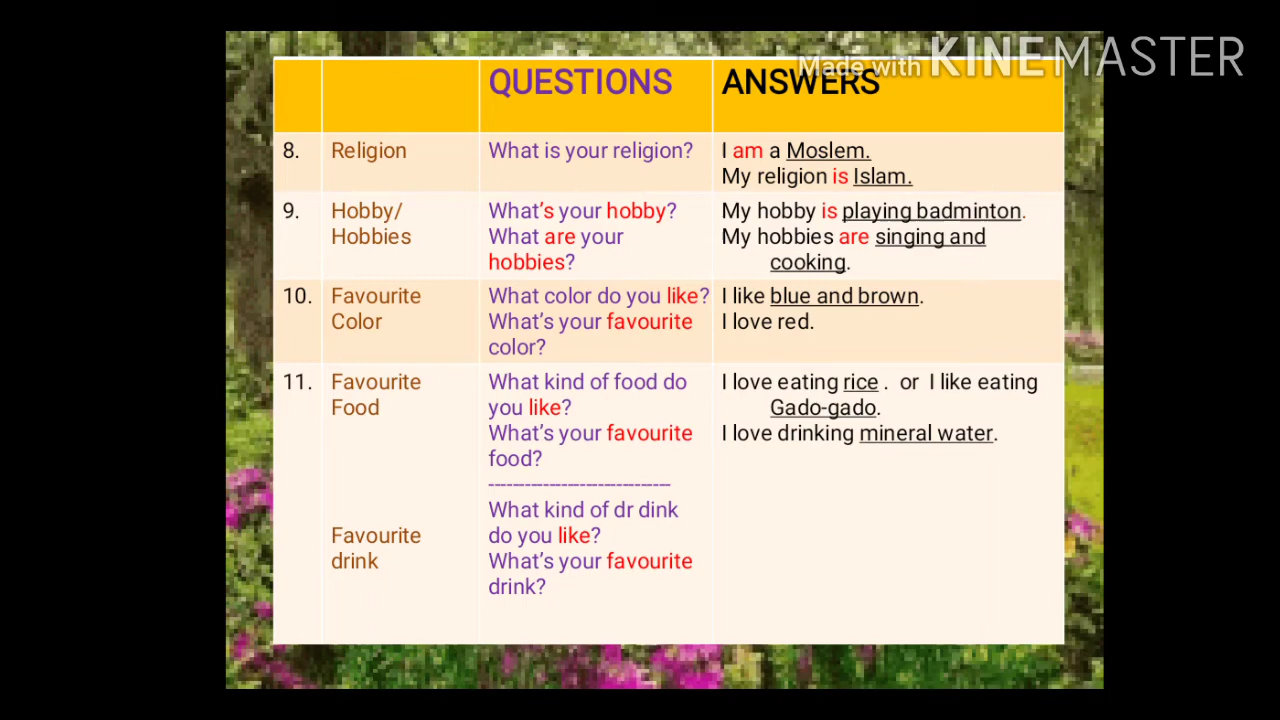 Made with KINEMASTER
QUESTIONS
ANSWERS
8.
Religion
What is your religion?
I am a Moslem.
My religion is Islam.
9.
Hobby/
Hobbies
What's your hobby?
What are your
hobbies?
My hobby is playing badminton.
My hobbies are singing and
cooking.
10.
Favourite
Color
What color do you like?
What's your favourite
color?
I like blue and brown.
I love red.
11.
Favourite
Food
What kind of food do
you like?
What's your favourite
food?
------------------------------
I love eating rice . or I like eating
Gado-gado.
I love drinking mineral water.
Favourite
drink
What kind of dr dink
do you like?
What's your favourite
drink?